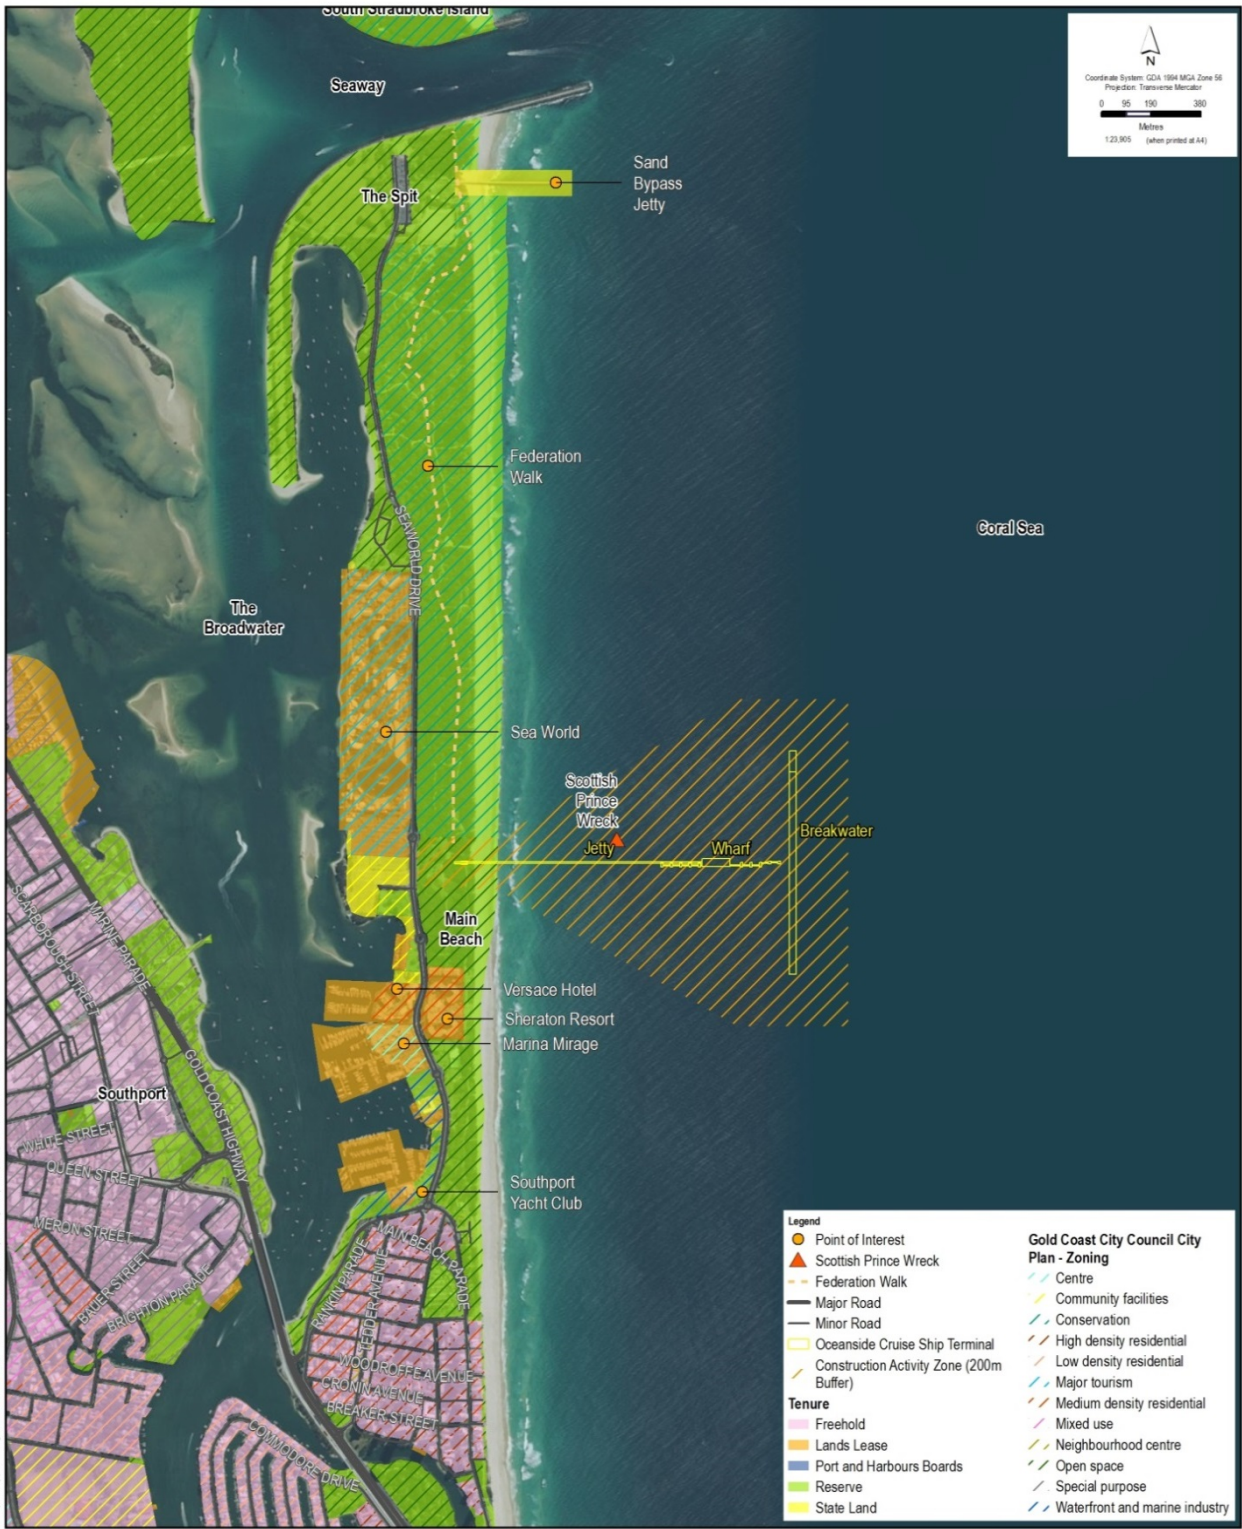 South Stradbroke Island
Seaway
N
Coordinate System: GDA 1994 MGA Zone 56
Projection: Transverse Mercator
0 95 190 380
Metres
1:23,905 (when printed at A4)
Sand
Bypass
Jetty
The Spit
Federation
Walk
SEAWORLD DRIVE
Coral Sea
The
Broadwater
Sea World
Scottish
Prince
Wreck
Jetty
Wharf
Breakwater
Main
Beach
SCARBOROUGH STREET
MARINE PARADE
Versace Hotel
Sheraton Resort
Marina Mirage
Southport
GOLD COAST HIGHWAY
WHITE STREET
QUEEN STREET
Southport
Yacht Club
MERON STREET
BAUER STREET
BRIGHTON PARADE
MAIN BEACH PARADE
RANKIN PARADE
TEDDER AVENUE
WOODROFFE AVENUE
CRONIN AVENUE
BREAKER STREET
COMMODORE DRIVE
Legend
Point of Interest
Scottish Prince Wreck
Federation Walk
Major Road
Minor Road
Oceanside Cruise Ship Terminal
Construction Activity Zone (200m
Buffer)
Tenure
Freehold
Lands Lease
Port and Harbours Boards
Reserve
State Land
Gold Coast City Council City
Plan - Zoning
Centre
Community facilities
Conservation
High density residential
Low density residential
Major tourism
Medium density residential
Mixed use
Neighbourhood centre
Open space
Special purpose
Waterfront and marine industry